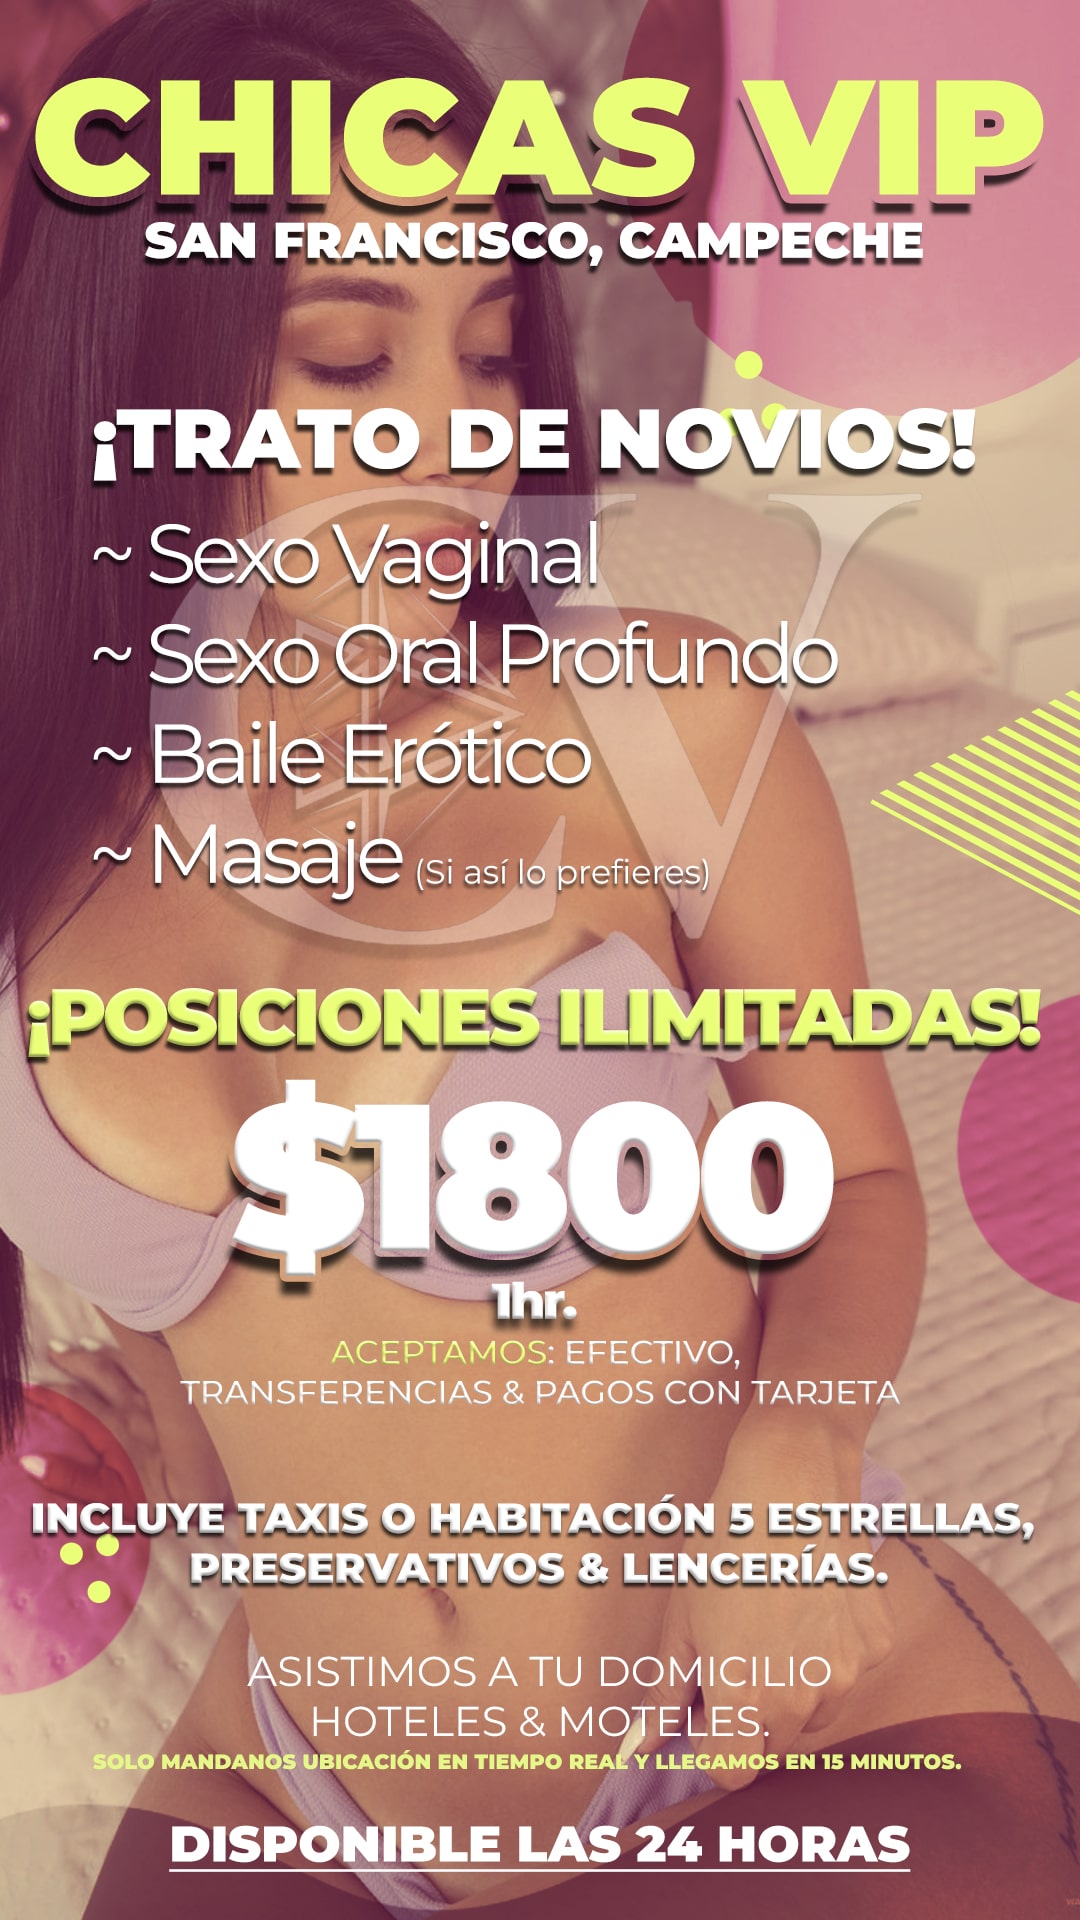 CHICAS VIP
SAN FRANCISCO, CAMPECHE
¡TRATO DE NOVIOS!
~ Sexo Vaginal
~ Sexo Oral Profundo
~ Baile Erótico
~ Masaje (Si así lo prefieres)
¡POSICIONES ILIMITADAS!
$1800
1hr.
ACEPTAMOS: EFECTIVO,
TRANSFERENCIAS & PAGOS CON TARJETA
INCLUYE TAXIS O HABITACIÓN 5 ESTRELLAS,
PRESERVATIVOS & LENCERÍAS.
ASISTIMOS A TU DOMICILIO
HOTELES & MOTELES.
SOLO MANDANOS UBICACIÓN EN TIEMPO REAL Y LLEGAMOS EN 15 MINUTOS.
DISPONIBLE LAS 24 HORAS